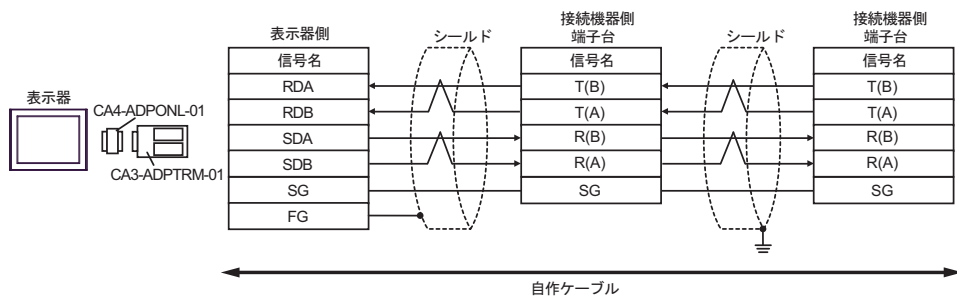 表示器
CA4-ADPONL-01
CA3-ADPTRM-01
表示器側
信号名
RDA
RDB
SDA
SDB
SG
FG
シールド
接続機器側
端子台
信号名
T(B)
T(A)
R(B)
R(A)
SG
シールド
接続機器側
端子台
信号名
T(B)
T(A)
R(B)
R(A)
SG
自作ケーブル